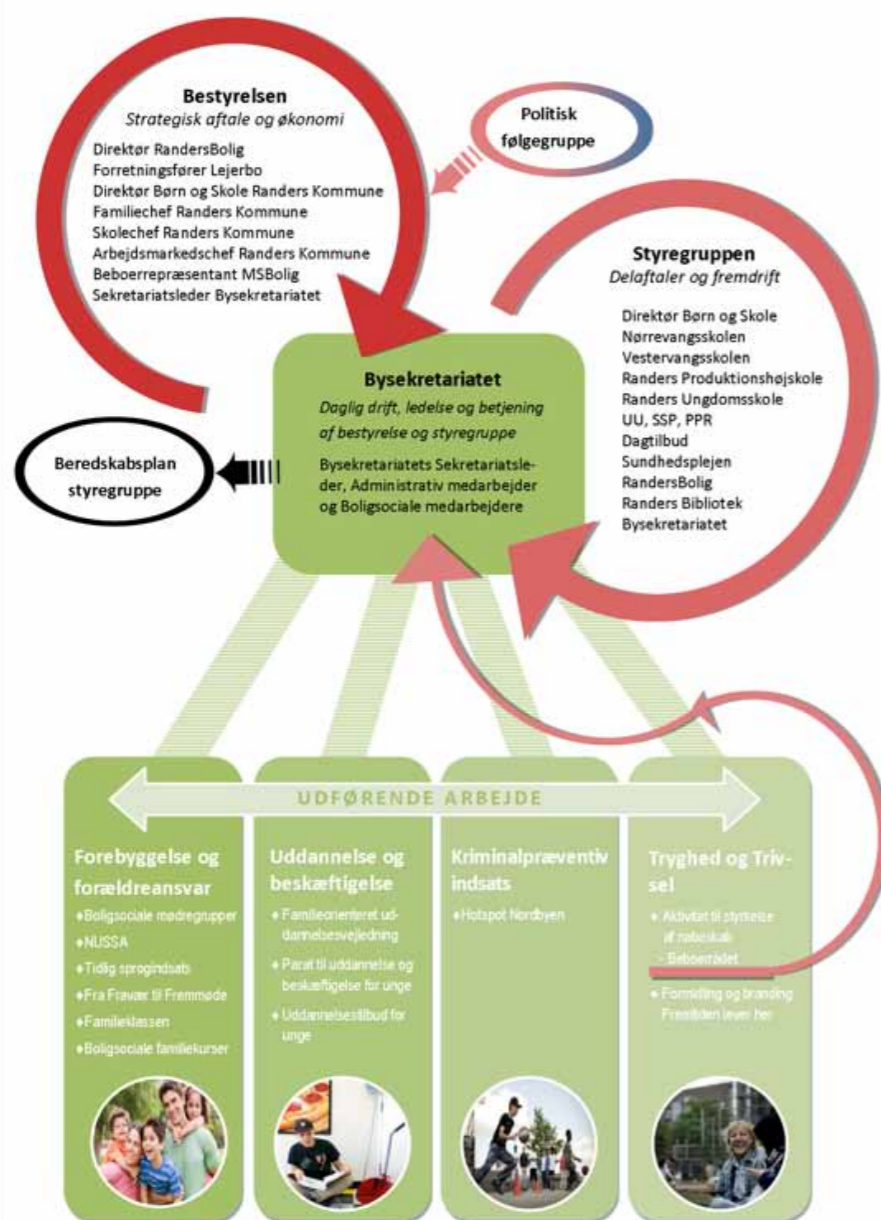 Bestyrelsen
Strategisk aftale og økonomi
Direktør RandersBolig
Forretningsfører Lejerbo
Direktør Børn og Skole Randers Kommune
Familiechef Randers Kommune
Skolechef Randers Kommune
Arbejdsmarkedschef Randers Kommune
Beboerrepræsentant MSBolig
Sekretariatsleder Bysekretariatet
Politisk
følgegruppe
Styregruppen
Delaftaler og fremdrift
Direktør Børn og Skole
Nørrevangsskolen
Vestervangsskolen
Randers Produktionshøjskole
Randers Ungdomsskole
UU, SSP, PPR
Dagtilbud
Sundhedsplejen
RandersBolig
Randers Bibliotek
Bysekretariatet
Bysekretariatet
Daglig drift, ledelse og betjening
af bestyrelse og styregruppe
Bysekretariatets Sekretariatsle-
der, Administrativ medarbejder
og Boligsociale medarbejdere
Beredskabsplan
styregruppe
UDFØRENDE ARBEJDE
Forebyggelse og
forældreansvar
♦Boligsociale mødregrupper
♦NUSSA
♦Tidlig sprogindsats
♦Fra Fravær til Fremmøde
♦Familieklassen
♦Boligsociale familiekurser
Uddannelse og
beskæftigelse
♦ Familieorienteret ud-
dannelsesvejledning
♦ Parat til uddannelse og
beskæftigelse for unge
♦ Uddannelsestilbud for
unge
Kriminalpræventiv
indsats
♦Hotspot Nordbyen
Tryghed og Triv-
sel
♦ Aktivitet til styrkelse
af naboskab
- Beboområdet
♦ Formidling og branding
Fremtiden lever her